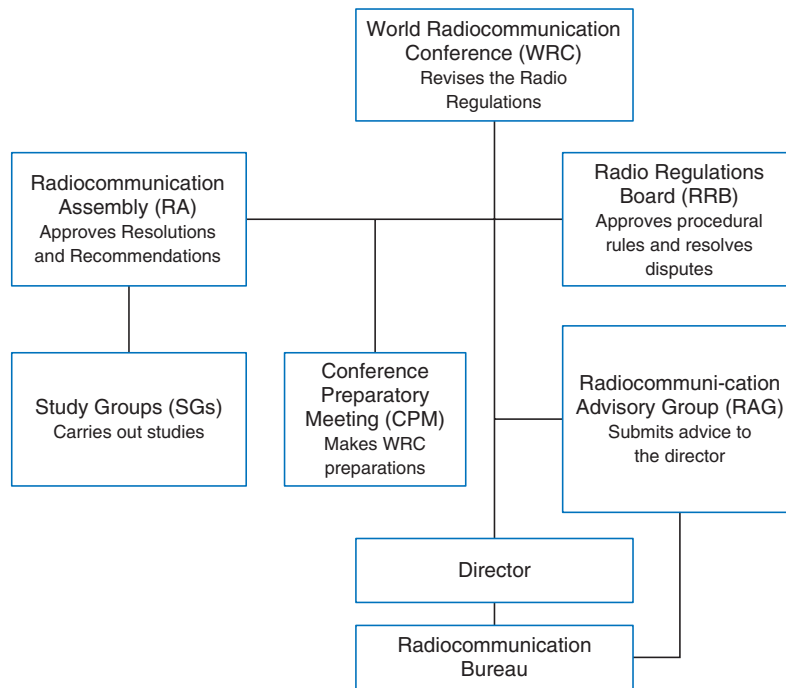 World Radiocommunication
Conference (WRC)
Revises the Radio
Regulations
Radiocommunication
Assembly (RA)
Approves Resolutions
and Recommendations
Radio Regulations
Board (RRB)
Approves procedural
rules and resolves
disputes
Study Groups (SGs)
Carries out studies
Conference
Preparatory
Meeting (CPM)
Makes WRC
preparations
Radiocommuni-cation
Advisory Group (RAG)
Submits advice to
the director
Director
Radiocommunication
Bureau